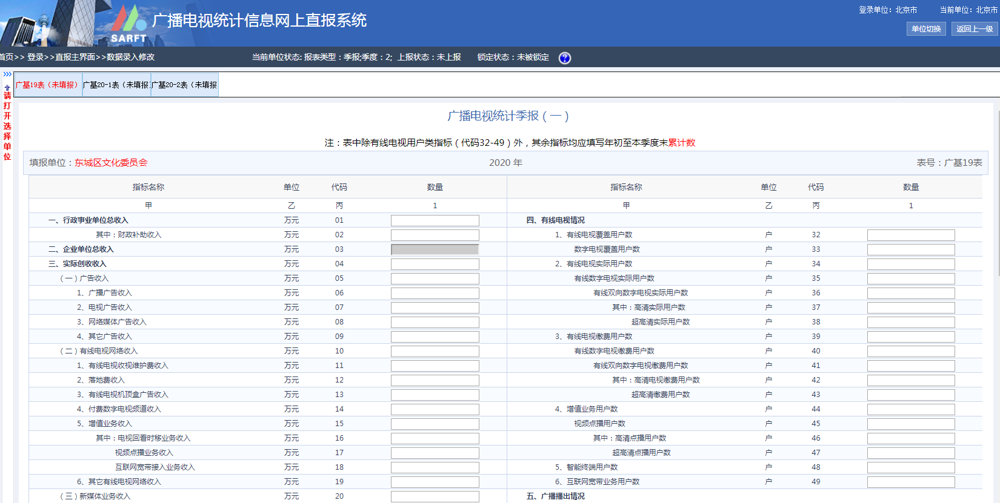 登录单位：北京市 当前单位：北京市
SARFT 广播电视统计信息网上直报系统
单位切换 返回上一级
首页>> 登录>>直报主界面>>数据录入修改 当前单位状态: 报表类型：季报;季度：2; 上报状态：未上报 锁定状态：未被锁定 ?
>>>
请打开选择单位
广基19表（未填报） 广基20-1表（未填报 广基20-2表（未填报
广播电视统计季报（一）
注：表中除有线电视用户类指标（代码32-49）外，其余指标均应填写年初至本季度末累计数
填报单位：东城区文化委员会 2020 年 表号：广基19表
指标名称 单位 代码 数量 指标名称 单位 代码 数量
甲 乙 丙 1 甲 乙 丙 1
一、行政事业单位总收入 万元 01 四、有线电视情况
其中：财政补助收入 万元 02 1、有线电视覆盖用户数 户 32
二、企业单位总收入 万元 03 数字电视覆盖用户数 户 33
三、实际创收收入 万元 04 2、有线电视实际用户数 户 34
（一）广告收入 万元 05 有线数字电视实际用户数 户 35
1、广播广告收入 万元 06 有线双向数字电视实际用户数 户 36
2、电视广告收入 万元 07 其中：高清实际用户数 户 37
3、网络媒体广告收入 万元 08 超高清实际用户数 户 38
4、其它广告收入 万元 09 3、有线电视缴费用户数 户 39
（二）有线电视网络收入 万元 10 有线数字电视缴费用户数 户 40
1、有线电视收视维护费收入 万元 11 有线双向数字电视缴费用户数 户 41
2、落地费收入 万元 12 其中：高清电视缴费用户数 户 42
3、有线电视机顶盒广告收入 万元 13 超高清缴费用户数 户 43
4、付费数字电视频道收入 万元 14 4、增值业务用户数 户 44
5、增值业务收入 万元 15 视频点播用户数 户 45
其中：电视回看时移业务收入 万元 16 其中：高清点播用户数 户 46
视频点播业务收入 万元 17 超高清点播用户数 户 47
互联网宽带接入业务收入 万元 18 5、智能终端用户数 户 48
6、其它有线电视网络收入 万元 19 6、互联网宽带业务用户数 户 49
（三）新媒体业务收入 万元 20 五、广播播出情况